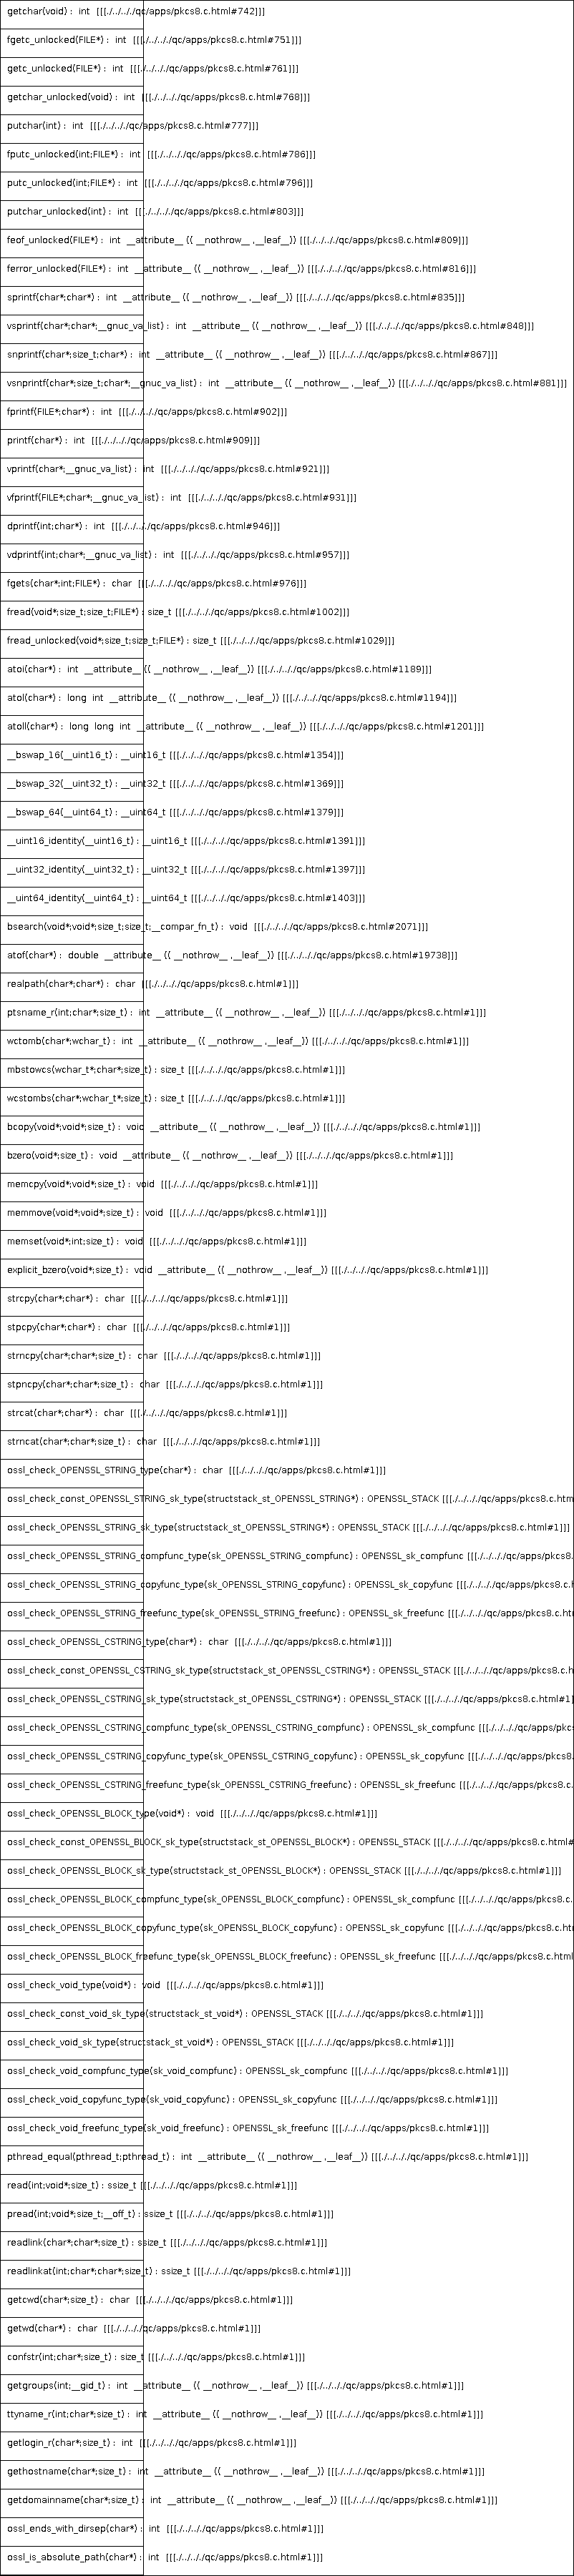 getchar(void) : int [[[./../../qc/apps/pkcs8.c.html#742]]]
fgetc_unlocked(FILE*) : int [[[./../../qc/apps/pkcs8.c.html#751]]]
getc_unlocked(FILE*) : int [[[./../../qc/apps/pkcs8.c.html#761]]]
getchar_unlocked(void) : int [[[./../../qc/apps/pkcs8.c.html#768]]]
putchar(int) : int [[[./../../qc/apps/pkcs8.c.html#777]]]
fputc_unlocked(int;FILE*) : int [[[./../../qc/apps/pkcs8.c.html#786]]]
putc_unlocked(int;FILE*) : int [[[./../../qc/apps/pkcs8.c.html#796]]]
putchar_unlocked(int) : int [[[./../../qc/apps/pkcs8.c.html#803]]]
feof_unlocked(FILE*) : int __attribute__ (( __nothrow__ ,__leaf__)) [[[./../../qc/apps/pkcs8.c.html#809]]]
ferror_unlocked(FILE*) : int __attribute__ (( __nothrow__ ,__leaf__)) [[[./../../qc/apps/pkcs8.c.html#816]]]
sprintf(char*;char*) : int __attribute__ (( __nothrow__ ,__leaf__)) [[[./../../qc/apps/pkcs8.c.html#835]]]
vsprintf(char*;char*;__gnuc_va_list) : int __attribute__ (( __nothrow__ ,__leaf__)) [[[./../../qc/apps/pkcs8.c.html#848]]]
snprintf(char*;size_t;char*) : int __attribute__ (( __nothrow__ ,__leaf__)) [[[./../../qc/apps/pkcs8.c.html#867]]]
vsnprintf(char*;size_t;char*;__gnuc_va_list) : int __attribute__ (( __nothrow__ ,__leaf__)) [[[./../../qc/apps/pkcs8.c.html#881]]]
fprintf(FILE*;char*) : int [[[./../../qc/apps/pkcs8.c.html#902]]]
printf(char*) : int [[[./../../qc/apps/pkcs8.c.html#909]]]
vprintf(char*;__gnuc_va_list) : int [[[./../../qc/apps/pkcs8.c.html#921]]]
vfprintf(FILE*;char*;__gnuc_va_list) : int [[[./../../qc/apps/pkcs8.c.html#931]]]
dprintf(int;char*) : int [[[./../../qc/apps/pkcs8.c.html#946]]]
vdprintf(int;char*;__gnuc_va_list) : int [[[./../../qc/apps/pkcs8.c.html#957]]]
fgets(char*;int;FILE*) : char [[[./../../qc/apps/pkcs8.c.html#976]]]
fread(void*;size_t;size_t;FILE*) : size_t [[[./../../qc/apps/pkcs8.c.html#1002]]]
fread_unlocked(void*;size_t;size_t;FILE*) : size_t [[[./../../qc/apps/pkcs8.c.html#1029]]]
atoi(char*) : int __attribute__ (( __nothrow__ ,__leaf__)) [[[./../../qc/apps/pkcs8.c.html#1189]]]
atol(char*) : long int __attribute__ (( __nothrow__ ,__leaf__)) [[[./../../qc/apps/pkcs8.c.html#1194]]]
atoll(char*) : long long int __attribute__ (( __nothrow__ ,__leaf__)) [[[./../../qc/apps/pkcs8.c.html#1201]]]
__bswap_16(__uint16_t) : __uint16_t [[[./../../qc/apps/pkcs8.c.html#1354]]]
__bswap_32(__uint32_t) : __uint32_t [[[./../../qc/apps/pkcs8.c.html#1369]]]
__bswap_64(__uint64_t) : __uint64_t [[[./../../qc/apps/pkcs8.c.html#1379]]]
__uint16_identity(__uint16_t) : __uint16_t [[[./../../qc/apps/pkcs8.c.html#1391]]]
__uint32_identity(__uint32_t) : __uint32_t [[[./../../qc/apps/pkcs8.c.html#1397]]]
__uint64_identity(__uint64_t) : __uint64_t [[[./../../qc/apps/pkcs8.c.html#1403]]]
bsearch(void*;void*;size_t;size_t;__compar_fn_t) : void [[[./../../qc/apps/pkcs8.c.html#2071]]]
atof(char*) : double __attribute__ (( __nothrow__ ,__leaf__)) [[[./../../qc/apps/pkcs8.c.html#19738]]]
realpath(char*;char*) : char [[[./../../qc/apps/pkcs8.c.html#1]]]
ptsname_r(int;char*;size_t) : int __attribute__ (( __nothrow__ ,__leaf__)) [[[./../../qc/apps/pkcs8.c.html#1]]]
wctomb(char*;wchar_t) : int __attribute__ (( __nothrow__ ,__leaf__)) [[[./../../qc/apps/pkcs8.c.html#1]]]
mbstowcs(wchar_t*;char*;size_t) : size_t [[[./../../qc/apps/pkcs8.c.html#1]]]
wcstombs(char*;wchar_t*;size_t) : size_t [[[./../../qc/apps/pkcs8.c.html#1]]]
bcopy(void*;void*;size_t) : void __attribute__ (( __nothrow__ ,__leaf__)) [[[./../../qc/apps/pkcs8.c.html#1]]]
bzero(void*;size_t) : void __attribute__ (( __nothrow__ ,__leaf__)) [[[./../../qc/apps/pkcs8.c.html#1]]]
memcpy(void*;void*;size_t) : void [[[./../../qc/apps/pkcs8.c.html#1]]]
memmove(void*;void*;size_t) : void [[[./../../qc/apps/pkcs8.c.html#1]]]
memset(void*;int;size_t) : void [[[./../../qc/apps/pkcs8.c.html#1]]]
explicit_bzero(void*;size_t) : void __attribute__ (( __nothrow__ ,__leaf__)) [[[./../../qc/apps/pkcs8.c.html#1]]]
strcpy(char*;char*) : char [[[./../../qc/apps/pkcs8.c.html#1]]]
stpcpy(char*;char*) : char [[[./../../qc/apps/pkcs8.c.html#1]]]
strncpy(char*;char*;size_t) : char [[[./../../qc/apps/pkcs8.c.html#1]]]
stpncpy(char*;char*;size_t) : char [[[./../../qc/apps/pkcs8.c.html#1]]]
strcat(char*;char*) : char [[[./../../qc/apps/pkcs8.c.html#1]]]
strncat(char*;char*;size_t) : char [[[./../../qc/apps/pkcs8.c.html#1]]]
ossl_check_OPENSSL_STRING_type(char*) : char [[[./../../qc/apps/pkcs8.c.html#1]]]
ossl_check_const_OPENSSL_STRING_sk_type(structstack_st_OPENSSL_STRING*) : OPENSSL_STACK [[[./../../qc/apps/pkcs8.c.htm
ossl_check_OPENSSL_STRING_sk_type(structstack_st_OPENSSL_STRING*) : OPENSSL_STACK [[[./../../qc/apps/pkcs8.c.html#1]]]
ossl_check_OPENSSL_STRING_compfunc_type(sk_OPENSSL_STRING_compfunc) : OPENSSL_sk_compfunc [[[./../../qc/apps/pkcs8.
ossl_check_OPENSSL_STRING_copyfunc_type(sk_OPENSSL_STRING_copyfunc) : OPENSSL_sk_copyfunc [[[./../../qc/apps/pkcs8.c.h
ossl_check_OPENSSL_STRING_freefunc_type(sk_OPENSSL_STRING_freefunc) : OPENSSL_sk_freefunc [[[./../../qc/apps/pkcs8.c.htm
ossl_check_OPENSSL_CSTRING_type(char*) : char [[[./../../qc/apps/pkcs8.c.html#1]]]
ossl_check_const_OPENSSL_CSTRING_sk_type(structstack_st_OPENSSL_CSTRING*) : OPENSSL_STACK [[[./../../qc/apps/pkcs8.c.h
ossl_check_OPENSSL_CSTRING_sk_type(structstack_st_OPENSSL_CSTRING*) : OPENSSL_STACK [[[./../../qc/apps/pkcs8.c.html#1]
ossl_check_OPENSSL_CSTRING_compfunc_type(sk_OPENSSL_CSTRING_compfunc) : OPENSSL_sk_compfunc [[[./../../qc/apps/pkcs
ossl_check_OPENSSL_CSTRING_copyfunc_type(sk_OPENSSL_CSTRING_copyfunc) : OPENSSL_sk_copyfunc [[[./../../qc/apps/pkcs8.
ossl_check_OPENSSL_CSTRING_freefunc_type(sk_OPENSSL_CSTRING_freefunc) : OPENSSL_sk_freefunc [[[./../../qc/apps/pkcs8.c.
ossl_check_OPENSSL_BLOCK_type(void*) : void [[[./../../qc/apps/pkcs8.c.html#1]]]
ossl_check_const_OPENSSL_BLOCK_sk_type(structstack_st_OPENSSL_BLOCK*) : OPENSSL_STACK [[[./../../qc/apps/pkcs8.c.html#
ossl_check_OPENSSL_BLOCK_sk_type(structstack_st_OPENSSL_BLOCK*) : OPENSSL_STACK [[[./../../qc/apps/pkcs8.c.html#1]]]
ossl_check_OPENSSL_BLOCK_compfunc_type(sk_OPENSSL_BLOCK_compfunc) : OPENSSL_sk_compfunc [[[./../../qc/apps/pkcs8.c.
ossl_check_OPENSSL_BLOCK_copyfunc_type(sk_OPENSSL_BLOCK_copyfunc) : OPENSSL_sk_copyfunc [[[./../../qc/apps/pkcs8.c.htm
ossl_check_OPENSSL_BLOCK_freefunc_type(sk_OPENSSL_BLOCK_freefunc) : OPENSSL_sk_freefunc [[[./../../qc/apps/pkcs8.c.html
ossl_check_void_type(void*) : void [[[./../../qc/apps/pkcs8.c.html#1]]]
ossl_check_const_void_sk_type(structstack_st_void*) : OPENSSL_STACK [[[./../../qc/apps/pkcs8.c.html#1]]]
ossl_check_void_sk_type(structstack_st_void*) : OPENSSL_STACK [[[./../../qc/apps/pkcs8.c.html#1]]]
ossl_check_void_compfunc_type(sk_void_compfunc) : OPENSSL_sk_compfunc [[[./../../qc/apps/pkcs8.c.html#1]]]
ossl_check_void_copyfunc_type(sk_void_copyfunc) : OPENSSL_sk_copyfunc [[[./../../qc/apps/pkcs8.c.html#1]]]
ossl_check_void_freefunc_type(sk_void_freefunc) : OPENSSL_sk_freefunc [[[./../../qc/apps/pkcs8.c.html#1]]]
pthread_equal(pthread_t;pthread_t) : int __attribute__ (( __nothrow__ ,__leaf__)) [[[./../../qc/apps/pkcs8.c.html#1]]]
read(int;void*;size_t) : ssize_t [[[./../../qc/apps/pkcs8.c.html#1]]]
pread(int;void*;size_t;__off_t) : ssize_t [[[./../../qc/apps/pkcs8.c.html#1]]]
readlink(char*;char*;size_t) : ssize_t [[[./../../qc/apps/pkcs8.c.html#1]]]
readlinkat(int;char*;char*;size_t) : ssize_t [[[./../../qc/apps/pkcs8.c.html#1]]]
getcwd(char*;size_t) : char [[[./../../qc/apps/pkcs8.c.html#1]]]
getwd(char*) : char [[[./../../qc/apps/pkcs8.c.html#1]]]
confstr(int;char*;size_t) : size_t [[[./../../qc/apps/pkcs8.c.html#1]]]
getgroups(int;__gid_t) : int __attribute__ (( __nothrow__ ,__leaf__)) [[[./../../qc/apps/pkcs8.c.html#1]]]
ttyname_r(int;char*;size_t) : int __attribute__ (( __nothrow__ ,__leaf__)) [[[./../../qc/apps/pkcs8.c.html#1]]]
getlogin_r(char*;size_t) : int [[[./../../qc/apps/pkcs8.c.html#1]]]
gethostname(char*;size_t) : int __attribute__ (( __nothrow__ ,__leaf__)) [[[./../../qc/apps/pkcs8.c.html#1]]]
getdomainname(char*;size_t) : int __attribute__ (( __nothrow__ ,__leaf__)) [[[./../../qc/apps/pkcs8.c.html#1]]]
ossl_ends_with_dirsep(char*) : int [[[./../../qc/apps/pkcs8.c.html#1]]]
ossl_is_absolute_path(char*) : int [[[./../../qc/apps/pkcs8.c.html#1]]]